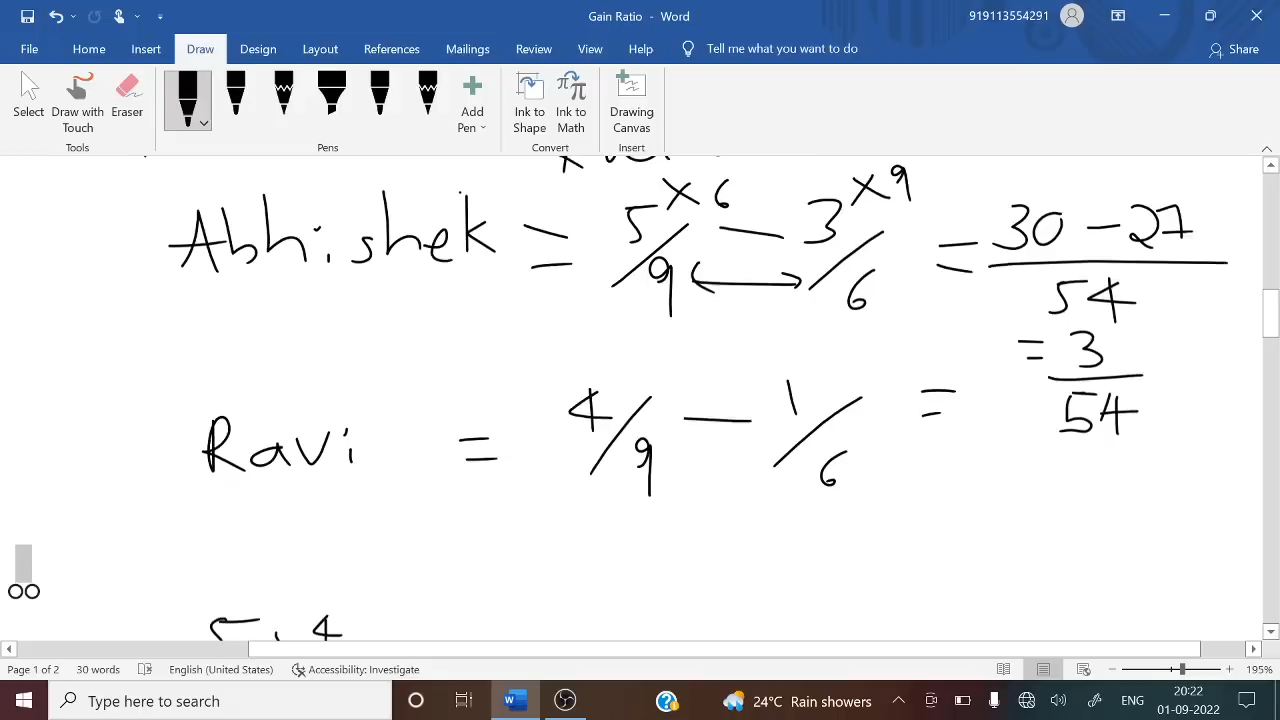 Gain Ratio - Word
919113554291
File Home Insert Draw Design Layout References Mailings Review View Help Tell me what you want to do Share
Select Draw with Touch Eraser Add Pen Ink to Shape Ink to Math Drawing Canvas
Tools Pens Convert Insert
Abhishek = 5/9 ×6 - 3/6 ×9 = 30 - 27 / 54
= 3 / 54
Ravi = 4/9 - 1/6 =
5:4
Page 1 of 2 30 words English (United States) Accessibility: Investigate 195%
Type here to search 24°C Rain showers ENG 20:22
01-09-2022